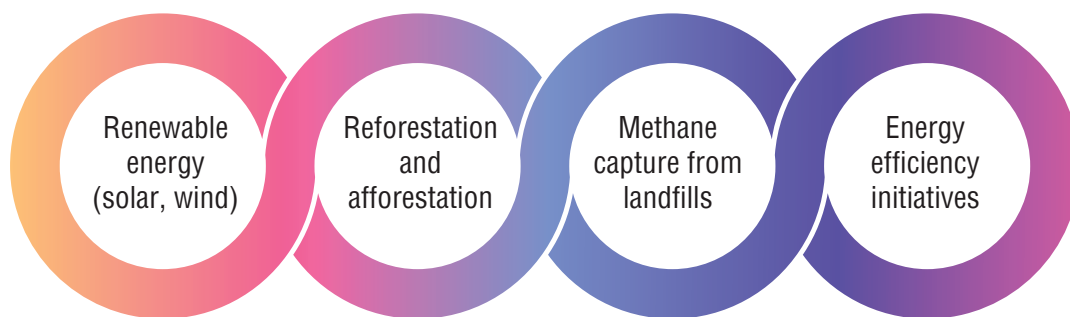 Renewable
energy
(solar, wind)
Reforestation
and
afforestation
Methane
capture from
landfills
Energy
efficiency
initiatives